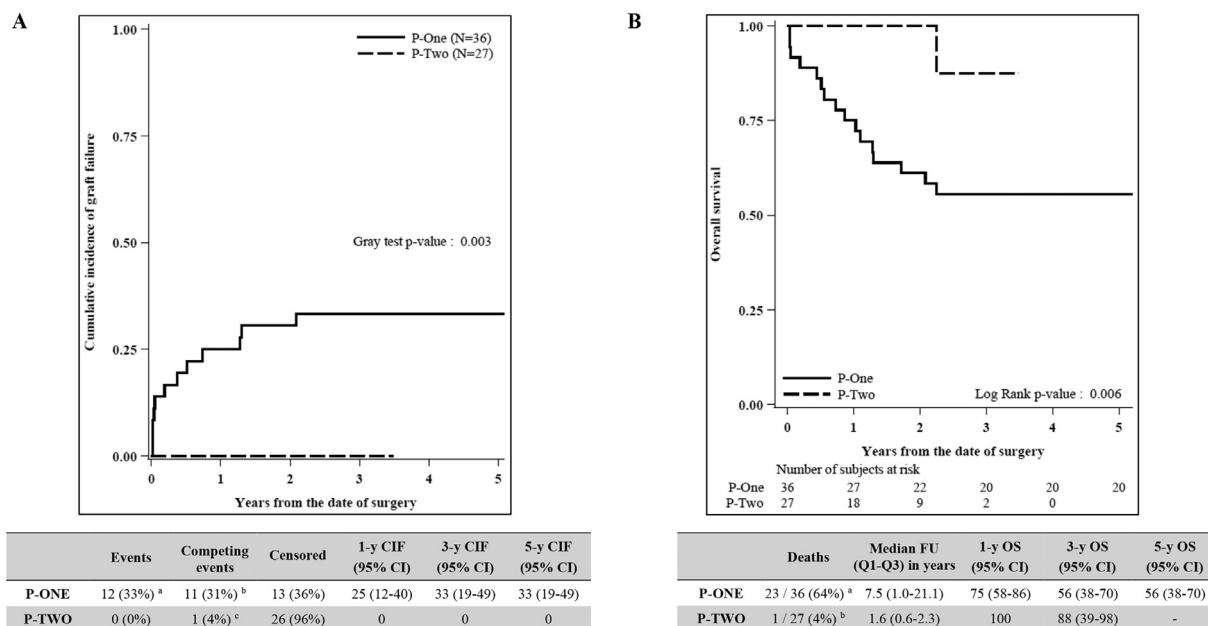 A
1.00
0.75
0.50
0.25
0.00
Cumulative incidence of graft failure
P-One (N=36)
P-Two (N=27)
Gray test p-value : 0.003
0 1 2 3 4 5
Years from the date of surgery
Events Competing events Censored 1-y CIF (95% CI) 3-y CIF (95% CI) 5-y CIF (95% CI)
P-ONE 12 (33%) a 11 (31%) b 13 (36%) 25 (12-40) 33 (19-49) 33 (19-49)
P-TWO 0 (0%) 1 (4%) c 26 (96%) 0 0 0
B
1.00
0.75
0.50
0.25
0.00
Overall survival
P-One
P-Two
Log Rank p-value : 0.006
0 1 2 3 4 5
Years from the date of surgery
Number of subjects at risk
P-One 36 27 22 20 20 20
P-Two 27 18 9 2 0
Deaths Median FU (Q1-Q3) in years 1-y OS (95% CI) 3-y OS (95% CI) 5-y OS (95% CI)
P-ONE 23 / 36 (64%) a 7.5 (1.0-21.1) 75 (58-86) 56 (38-70) 56 (38-70)
P-TWO 1 / 27 (4%) b 1.6 (0.6-2.3) 100 88 (39-98) -